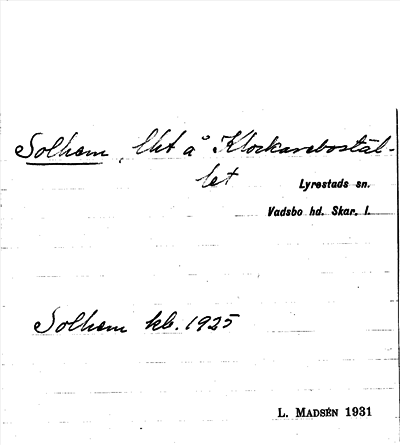 Solhem, lht å Klockarebostäl-
let
Lyrestads sn.
Vadsbo hd. Skar. l.
Solhem kb. 1925
L. MADSÉN 1931